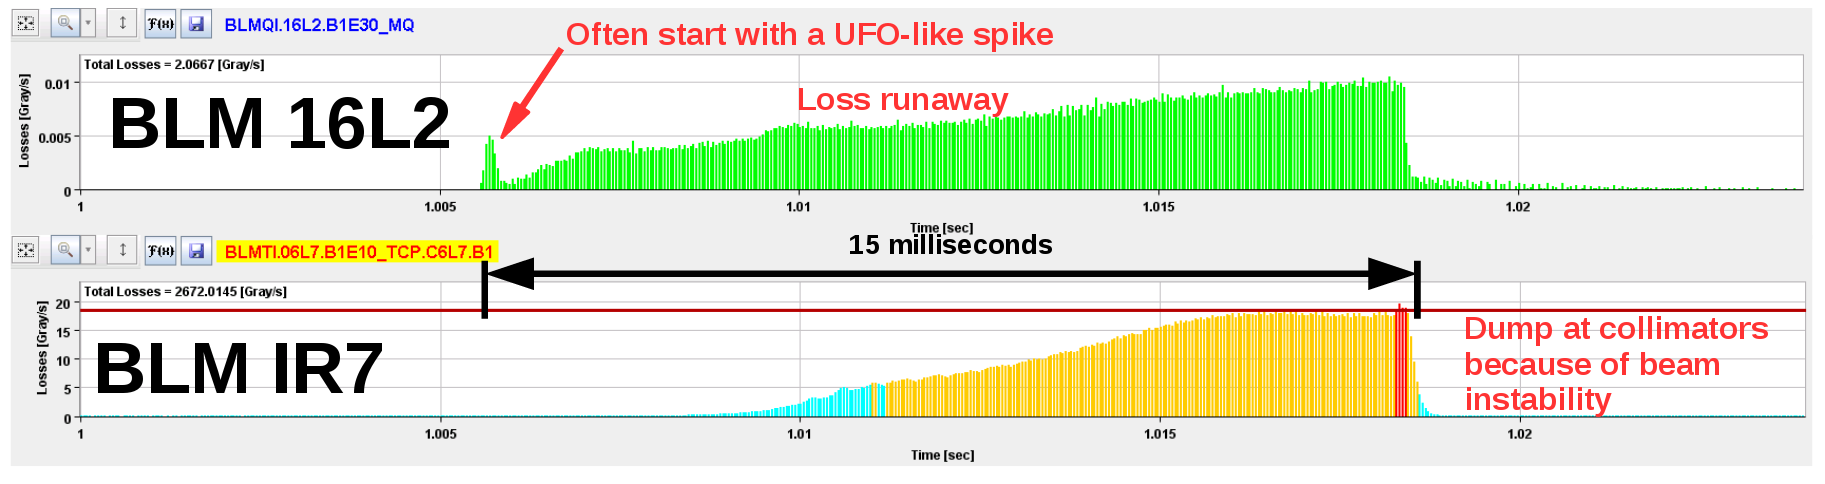 ƒ(x)
BLMQI.16L2.B1E30_MQ
Often start with a UFO-like spike
Total Losses = 2.0667 [Gray/s]
Losses [Gray/s]
0.01
0.005
0
BLM 16L2
Loss runaway
1 1.005 1.01 1.015 1.02
Time [sec]
ƒ(x)
BLMTI.06L7.B1E10_TCP.C6L7.B1
15 milliseconds
Total Losses = 2672.0145 [Gray/s]
Losses [Gray/s]
20
15
10
5
0
BLM IR7
Dump at collimators
because of beam
instability
1 1.005 1.01 1.015 1.02
Time [sec]